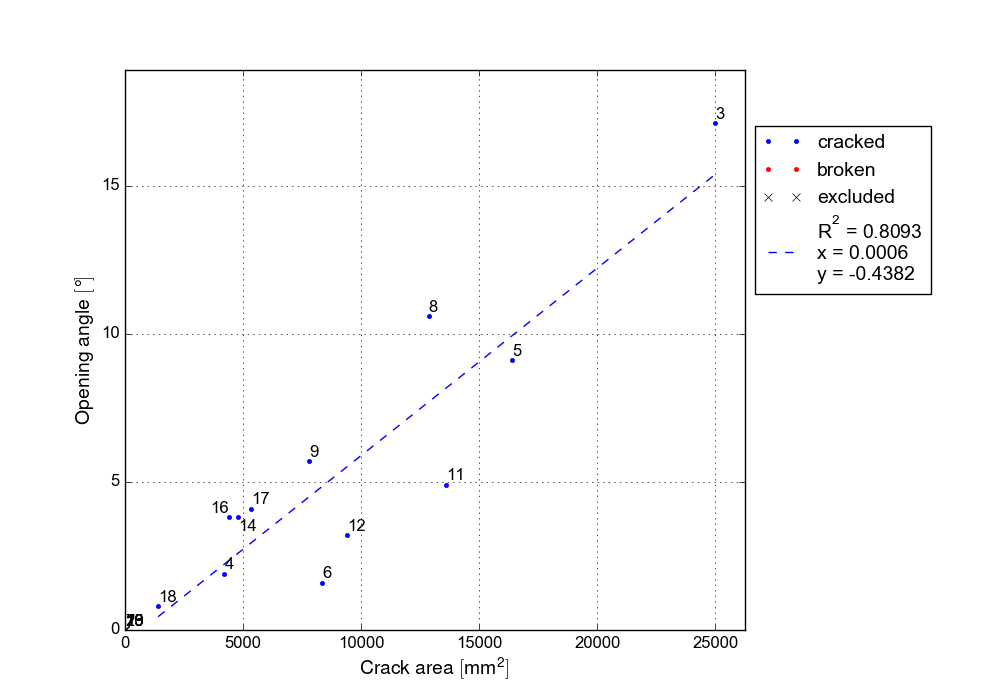 3
cracked
broken
excluded
R² = 0.8093
x = 0.0006
y = -0.4382
15
8
10
5
9
11
5
17
16
14
12
4
6
18
0
0 5000 10000 15000 20000 25000
Opening angle [°]
Crack area [mm²]